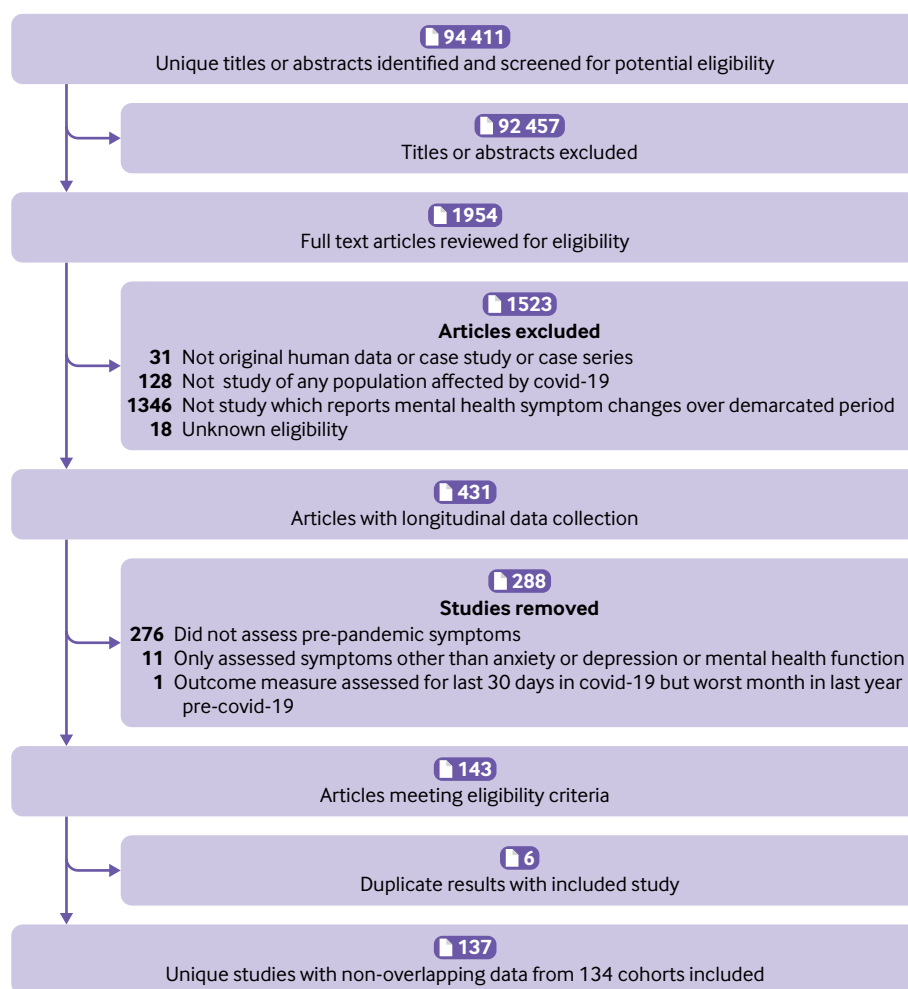 94 411
Unique titles or abstracts identified and screened for potential eligibility
92 457
Titles or abstracts excluded
1954
Full text articles reviewed for eligibility
1523
Articles excluded
31 Not original human data or case study or case series
128 Not study of any population affected by covid-19
1346 Not study which reports mental health symptom changes over demarcated period
18 Unknown eligibility
431
Articles with longitudinal data collection
288
Studies removed
276 Did not assess pre-pandemic symptoms
11 Only assessed symptoms other than anxiety or depression or mental health function
1 Outcome measure assessed for last 30 days in covid-19 but worst month in last year
pre-covid-19
143
Articles meeting eligibility criteria
6
Duplicate results with included study
137
Unique studies with non-overlapping data from 134 cohorts included